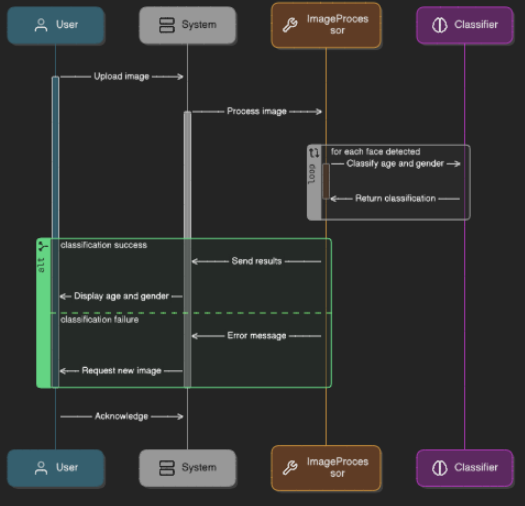 User
System
ImageProces
sor
Classifier
Upload image
Process image
loop
for each face detected
Classify age and gender
Return classification
alt
classification success
Send results
Display age and gender
classification failure
Error message
Request new image
Acknowledge
User
System
ImageProces
sor
Classifier